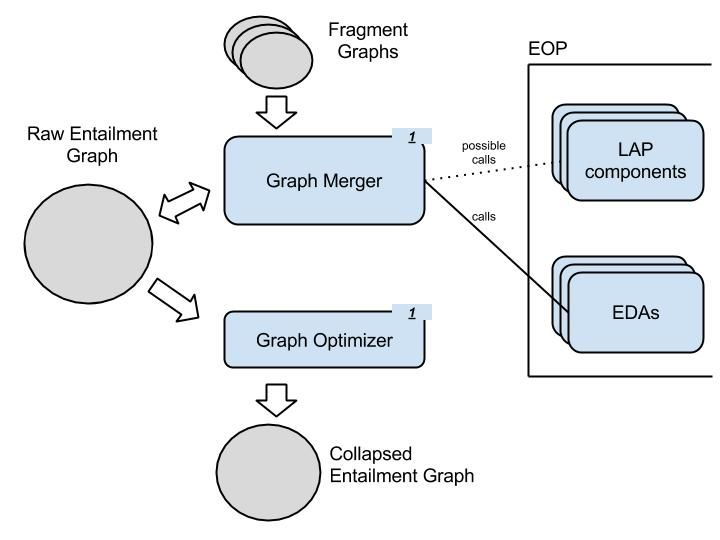 Fragment
Graphs
EOP
Raw Entailment
Graph
1
Graph Merger
possible
calls
LAP
components
calls
1
Graph Optimizer
EDAs
Collapsed
Entailment Graph